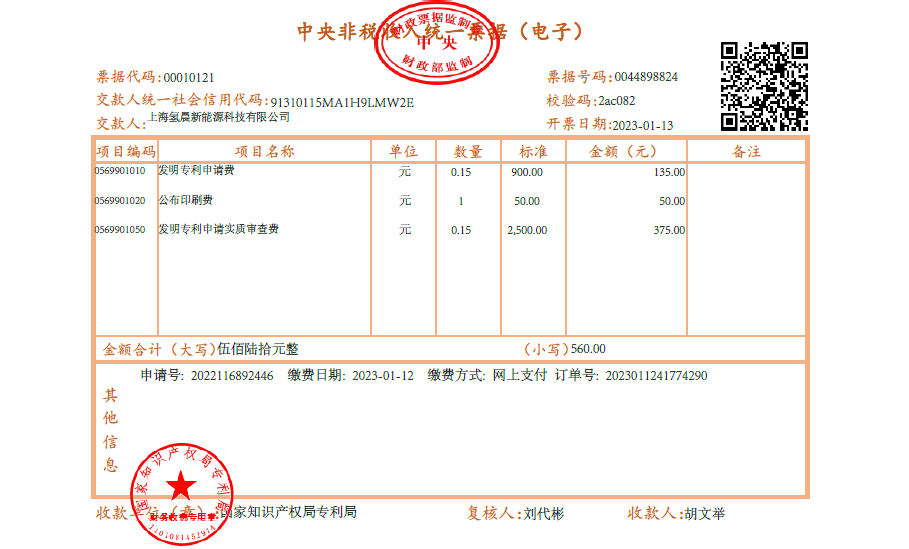 中央非税收入统一票据（电子）
财政票据监制章
中央
财政部监制
票据代码:00010121
票据号码:0044898824
交款人统一社会信用代码:91310115MA1H9LMW2E
校验码:2ac082
交款人:上海氢晨新能源科技有限公司
开票日期:2023-01-13
项目编码 项目名称 单位 数量 标准 金额（元） 备注
0569901010 发明专利申请费 元 0.15 900.00 135.00
0569901020 公布印刷费 元 1 50.00 50.00
0569901050 发明专利申请实质审查费 元 0.15 2,500.00 375.00
金额合计（大写）伍佰陆拾元整 （小写）560.00
申请号: 2022116892446 缴费日期: 2023-01-12 缴费方式: 网上支付 订单号: 2023011241774290
其他信息
国家知识产权局专利局
财务收费专用章
收款单位（章）:国家知识产权局专利局 复核人:刘代彬 收款人:胡文举